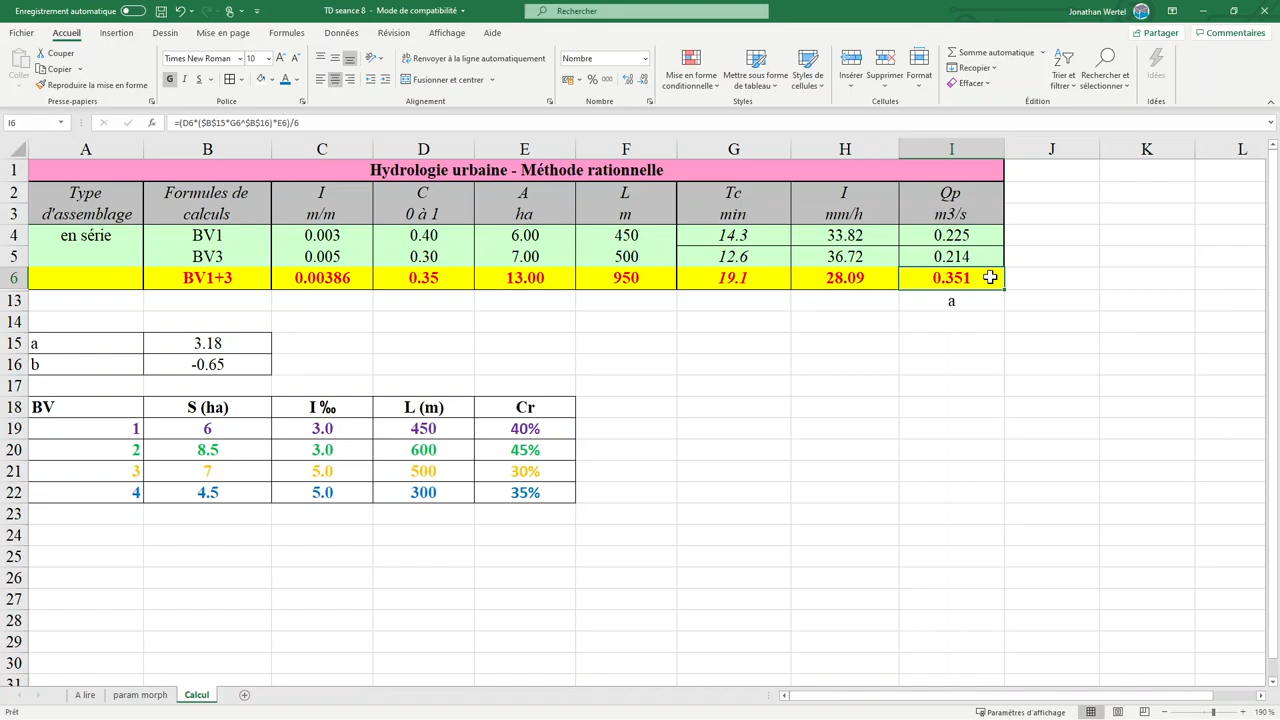 Enregistrement automatique TD seance 8 - Mode de compatibilité Rechercher Jonathan Wertel
Fichier Accueil Insertion Dessin Mise en page Formules Données Révision Affichage Aide Partager Commentaires
Coller
Couper
Copier
Reproduire la mise en forme
Presse-papiers
Times New Roman 10
G I S
Police
Renvoyer à la ligne automatiquement
Fusionner et centrer
Alignement
Nombre
% 000
Nombre
Mise en forme conditionnelle
Mettre sous forme de tableau
Styles de cellules
Styles
Insérer Supprimer Format
Cellules
Somme automatique
Recopier
Effacer
Trier et filtrer
Rechercher et sélectionner
Édition
Idées
Idées
I6 fx =(D6*($B$15*G6^$B$16)*E6)/6
A B C D E F G H I J K L
1 Hydrologie urbaine - Méthode rationnelle
2 Type Formules de I C A L Tc I Qp
3 d'assemblage calculs m/m 0 à 1 ha m min mm/h m3/s
4 en série BV1 0.003 0.40 6.00 450 14.3 33.82 0.225
5 BV3 0.005 0.30 7.00 500 12.6 36.72 0.214
6 BV1+3 0.00386 0.35 13.00 950 19.1 28.09 0.351
13 a
14
15 a 3.18
16 b -0.65
17
18 BV S (ha) I ‰ L (m) Cr
19 1 6 3.0 450 40%
20 2 8.5 3.0 600 45%
21 3 7 5.0 500 30%
22 4 4.5 5.0 300 35%
23
24
25
26
27
28
29
30
31
A lire param morph Calcul
Prêt Paramètres d'affichage 190 %